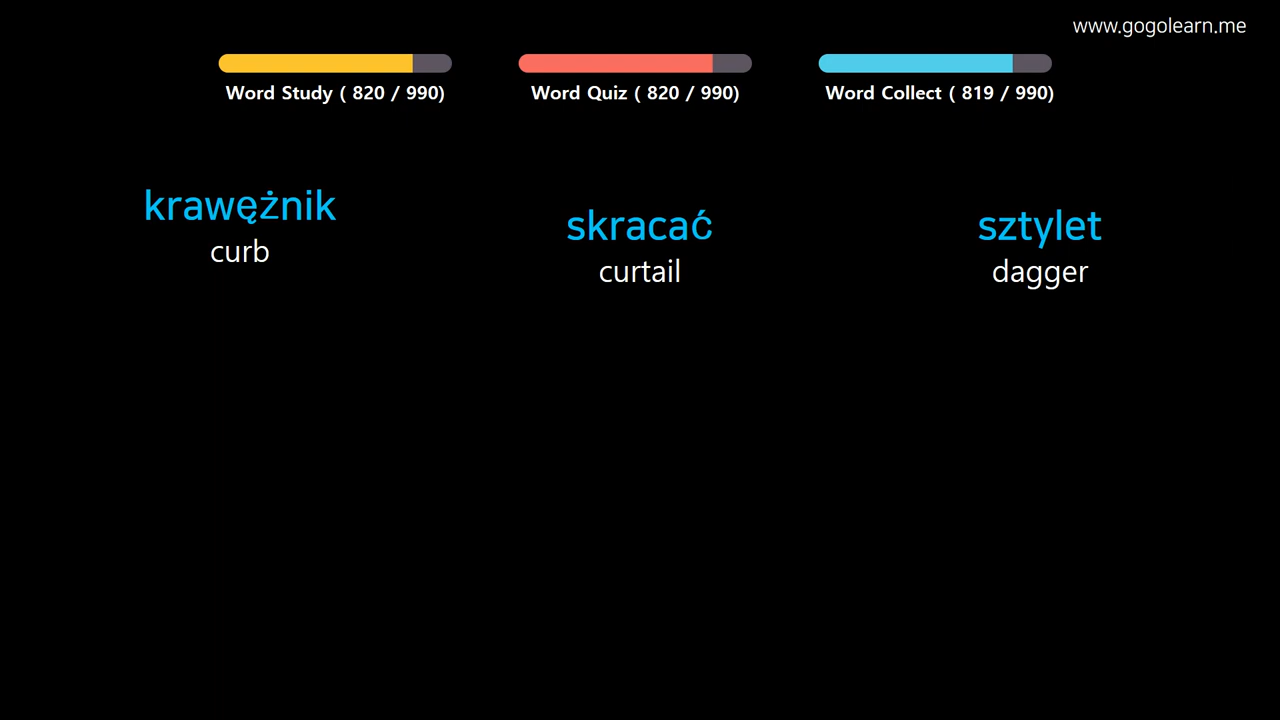 www.gogolearn.me
Word Study ( 820 / 990)
Word Quiz ( 820 / 990)
Word Collect ( 819 / 990)
krawężnik
curb
skracać
curtail
sztylet
dagger